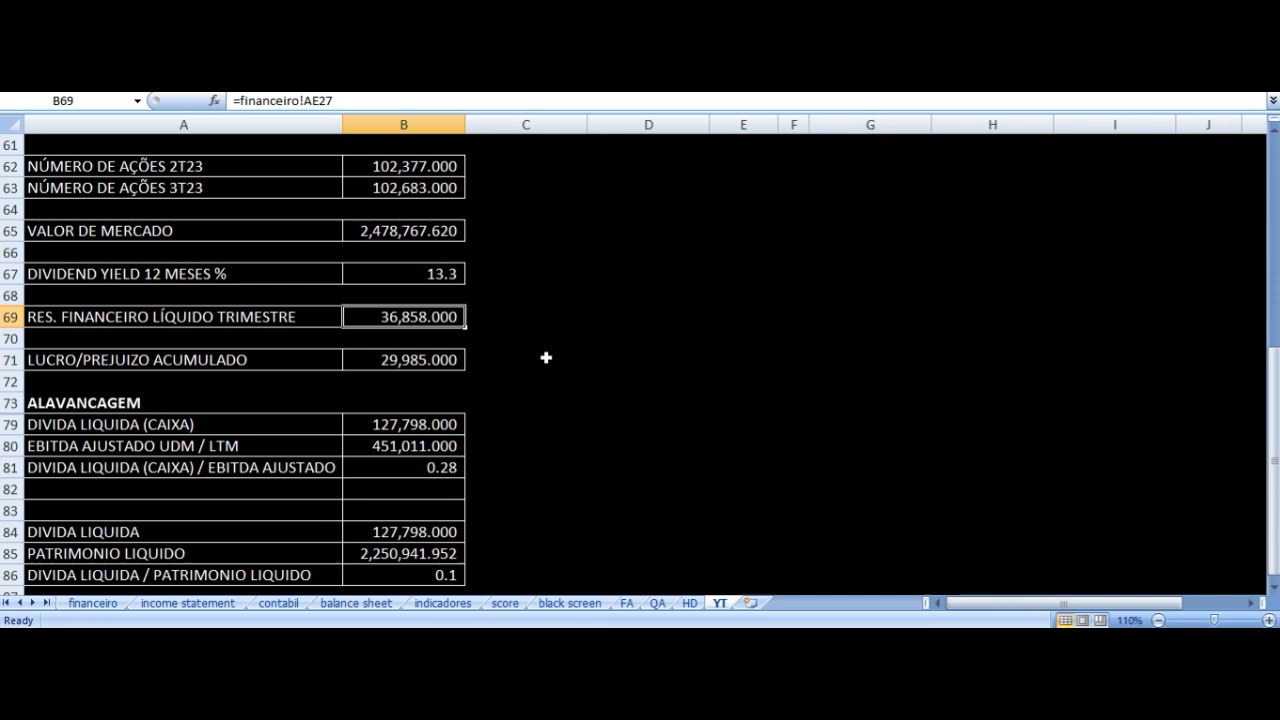 B69 fx =financeiro!AE27
A B C D E F G H I J
61
62 NÚMERO DE AÇÕES 2T23 102,377.000
63 NÚMERO DE AÇÕES 3T23 102,683.000
64
65 VALOR DE MERCADO 2,478,767.620
66
67 DIVIDEND YIELD 12 MESES % 13.3
68
69 RES. FINANCEIRO LÍQUIDO TRIMESTRE 36,858.000
70
71 LUCRO/PREJUIZO ACUMULADO 29,985.000
72
73 ALAVANCAGEM
79 DIVIDA LIQUIDA (CAIXA) 127,798.000
80 EBITDA AJUSTADO UDM / LTM 451,011.000
81 DIVIDA LIQUIDA (CAIXA) / EBITDA AJUSTADO 0.28
82
83
84 DIVIDA LIQUIDA 127,798.000
85 PATRIMONIO LIQUIDO 2,250,941.952
86 DIVIDA LIQUIDA / PATRIMONIO LIQUIDO 0.1
financeiro income statement contabil balance sheet indicadores score black screen FA QA HD YT
Ready 110%